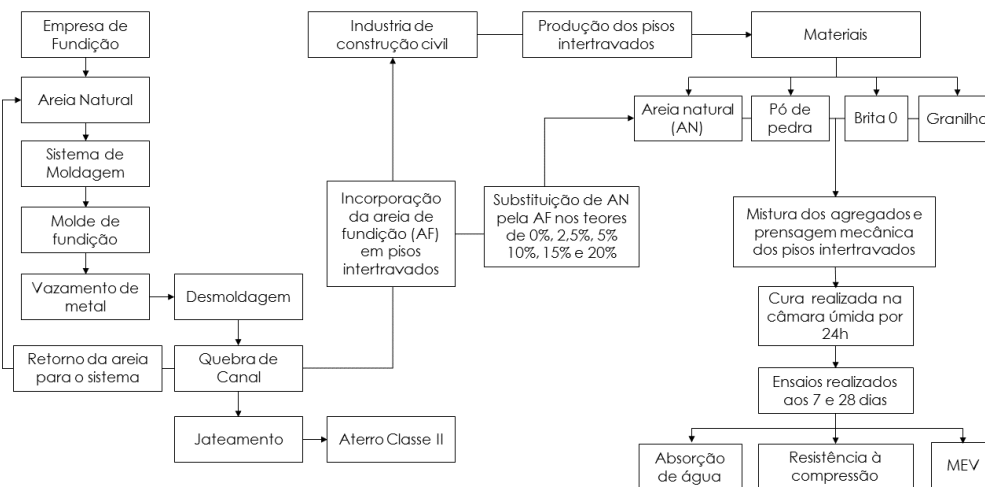 Empresa de
Fundição
Areia Natural
Sistema de
Moldagem
Molde de
fundição
Vazamento de
metal
Desmoldagem
Retorno da areia
para o sistema
Quebra de
Canal
Jateamento
Aterro Classe II
Industria de
construção civil
Incorporação
da areia de
fundição (AF)
em pisos
intertravados
Substituição de AN
pela AF nos teores
de 0%, 2,5%, 5%
10%, 15% e 20%
Produção dos pisos
intertravados
Materiais
Areia natural
(AN)
Pó de
pedra
Brita 0
Granilha
Mistura dos agregados e
prensagem mecânica
dos pisos intertravados
Cura realizada na
câmara úmida por
24h
Ensaios realizados
aos 7 e 28 dias
Absorção
de água
Resistência à
compressão
MEV